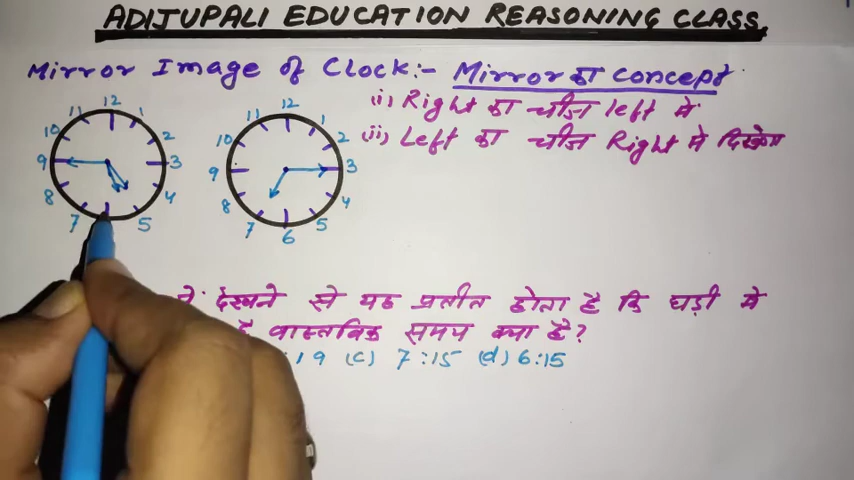 ADIJUPALI EDUCATION REASONING CLASS
Mirror Image of Clock:- Mirror का concept
(i) Right का चीज left में
(ii) Left का चीज Right में दिखेगा
12 1 2 3 4 5 7 8 9 10 11
12 1 2 3 4 5 6 7 8 9 10 11
में देखने से यह प्रतीत होता है कि घड़ी में
है वास्तविक समय क्या है?
:19 (c) 7:15 (d) 6:15